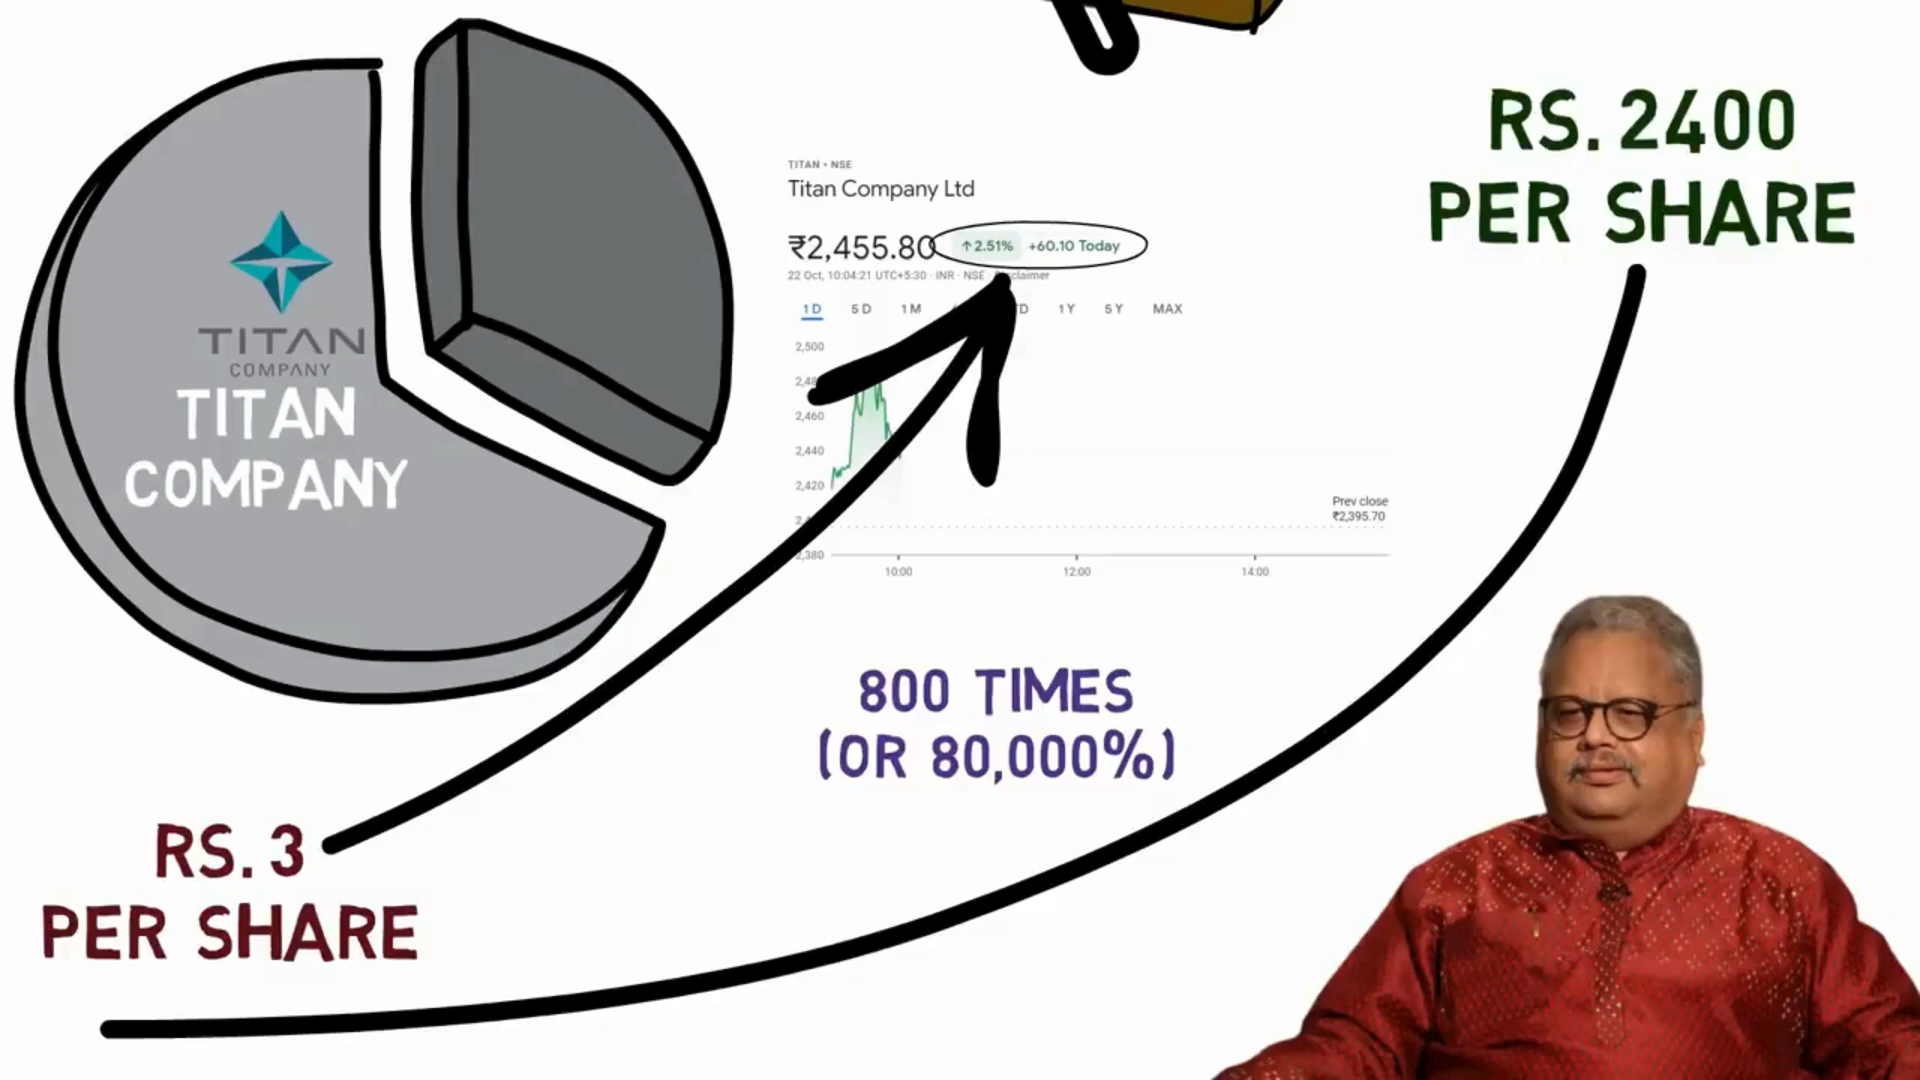 TITAN
COMPANY
TITAN
COMPANY
TITAN • NSE
Titan Company Ltd
₹2,455.80 ↑2.51% +60.10 Today
22 Oct, 10:04:21 UTC+5:30 · INR · NSE
1D 5D 1M 1Y 5Y MAX
2,500
2,460
2,440
2,420
2,380
Prev close
₹2,395.70
10:00 12:00 14:00
RS. 2400
PER SHARE
800 TIMES
(OR 80,000%)
RS. 3
PER SHARE